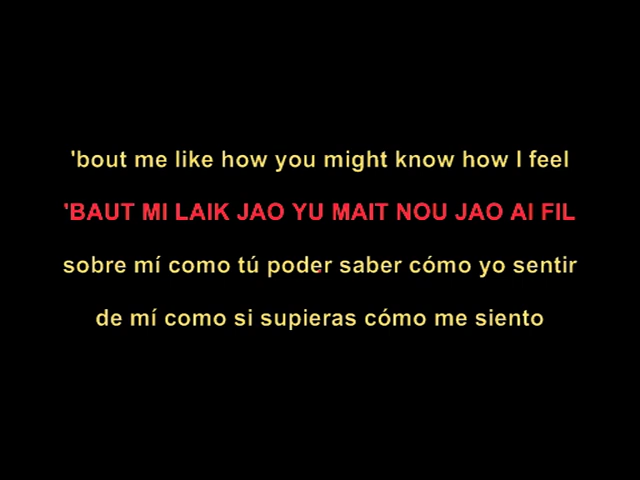 'bout me like how you might know how I feel
'BAUT MI LAIK JAO YU MAIT NOU JAO AI FIL
sobre mí como tú poder saber cómo yo sentir
de mí como si supieras cómo me siento